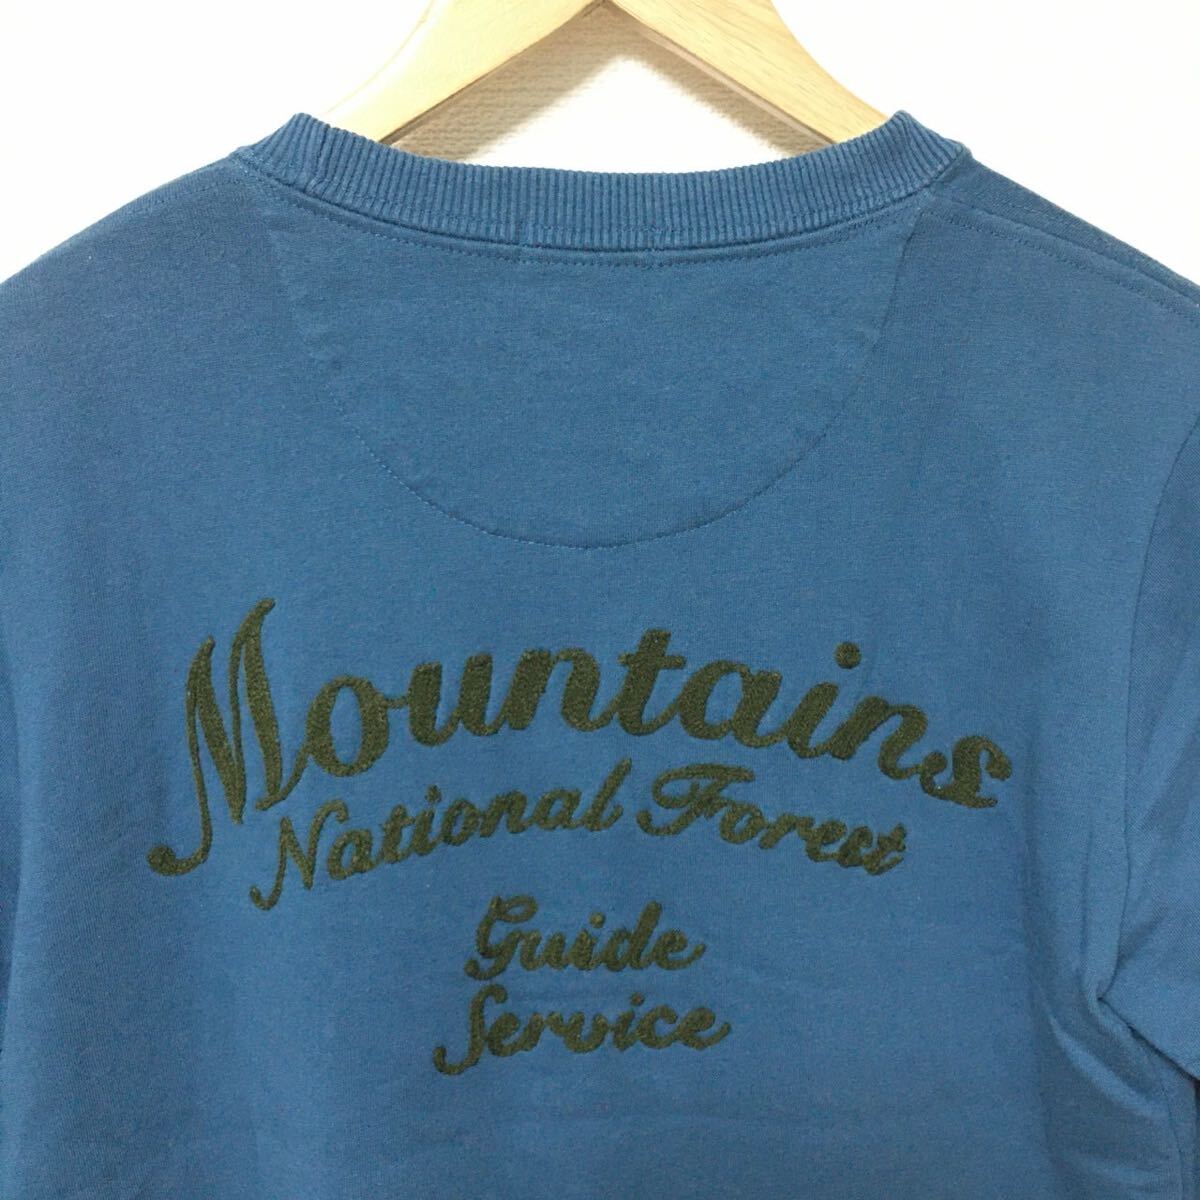 Mountains
National Forest
Guide
Service